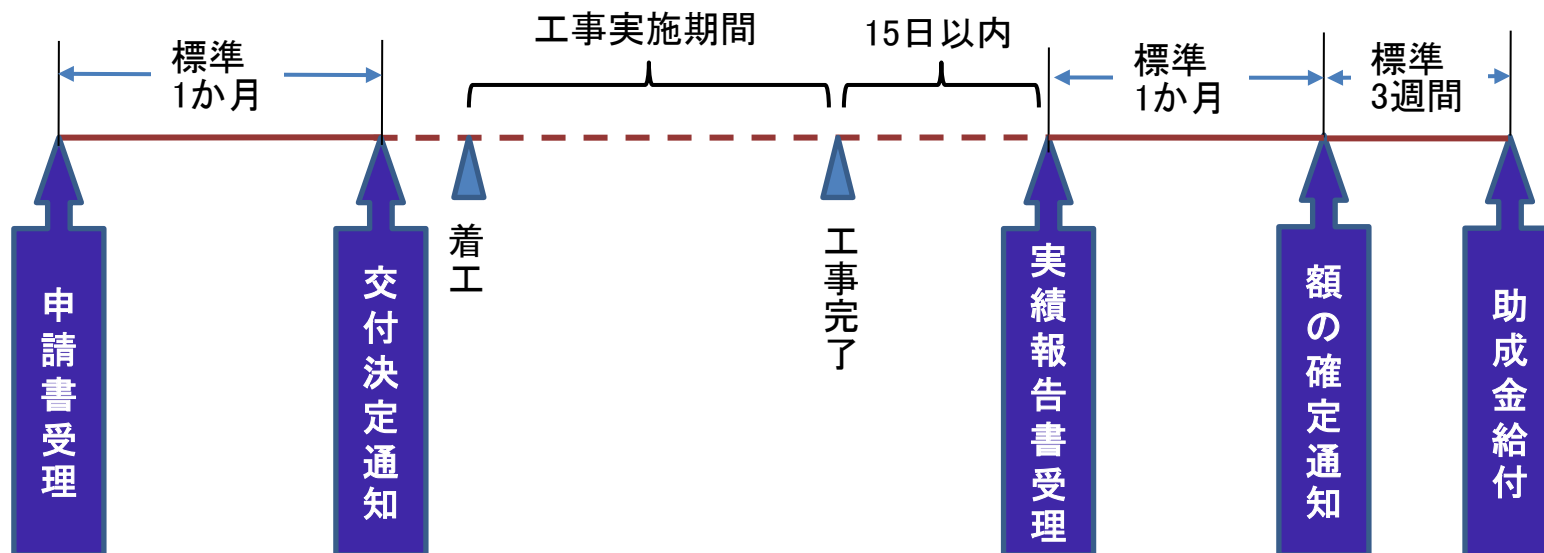 標準
1か月
工事実施期間
15日以内
標準
1か月
標準
3週間
申請書受理
交付決定通知
着工
工事完了
実績報告書受理
額の確定通知
助成金給付